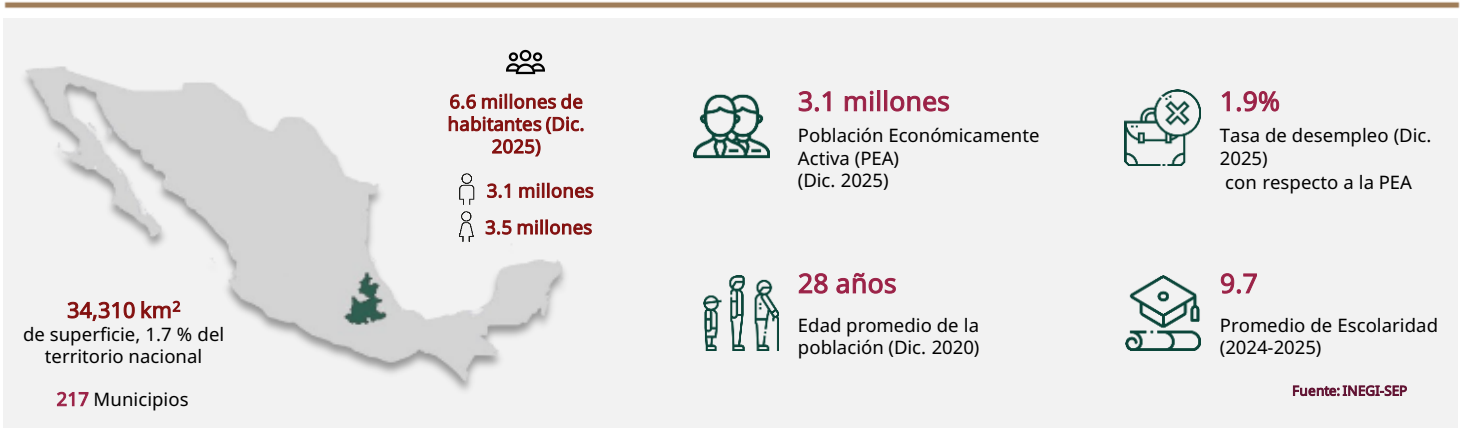 6.6 millones de
habitantes (Dic.
2025)
3.1 millones
3.5 millones
34,310 km²
de superficie, 1.7 % del
territorio nacional
217 Municipios
3.1 millones
Población Económicamente
Activa (PEA)
(Dic. 2025)
1.9%
Tasa de desempleo (Dic.
2025)
con respecto a la PEA
28 años
Edad promedio de la
población (Dic. 2020)
9.7
Promedio de Escolaridad
(2024-2025)
Fuente: INEGI-SEP